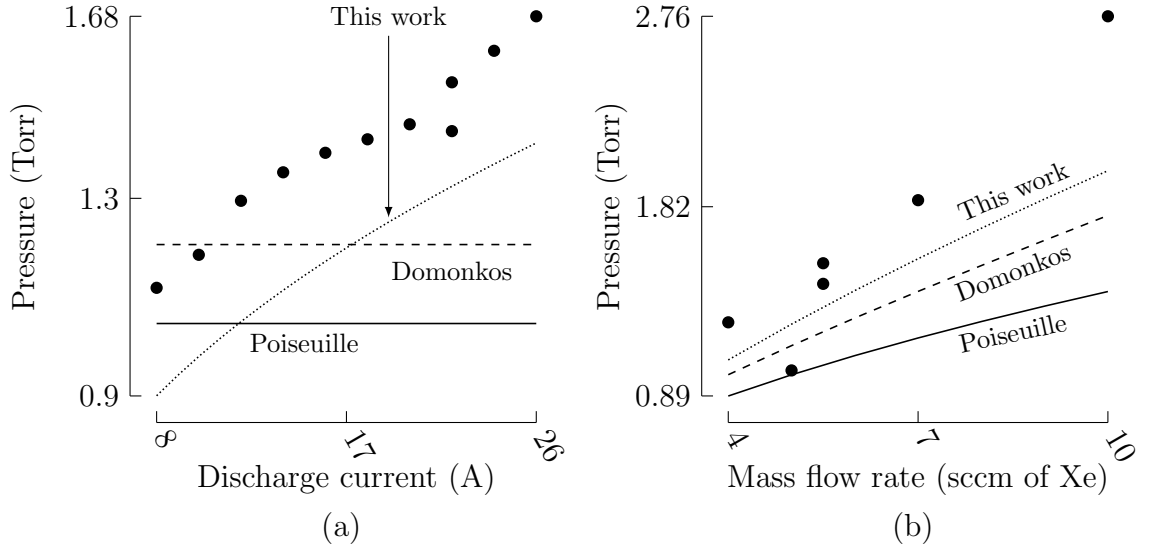 1.68
1.3
0.9
Pressure (Torr)
This work
Domonkos
Poiseuille
8
17
26
Discharge current (A)
(a)
2.76
1.82
0.89
Pressure (Torr)
This work
Domonkos
Poiseuille
4
7
10
Mass flow rate (sccm of Xe)
(b)